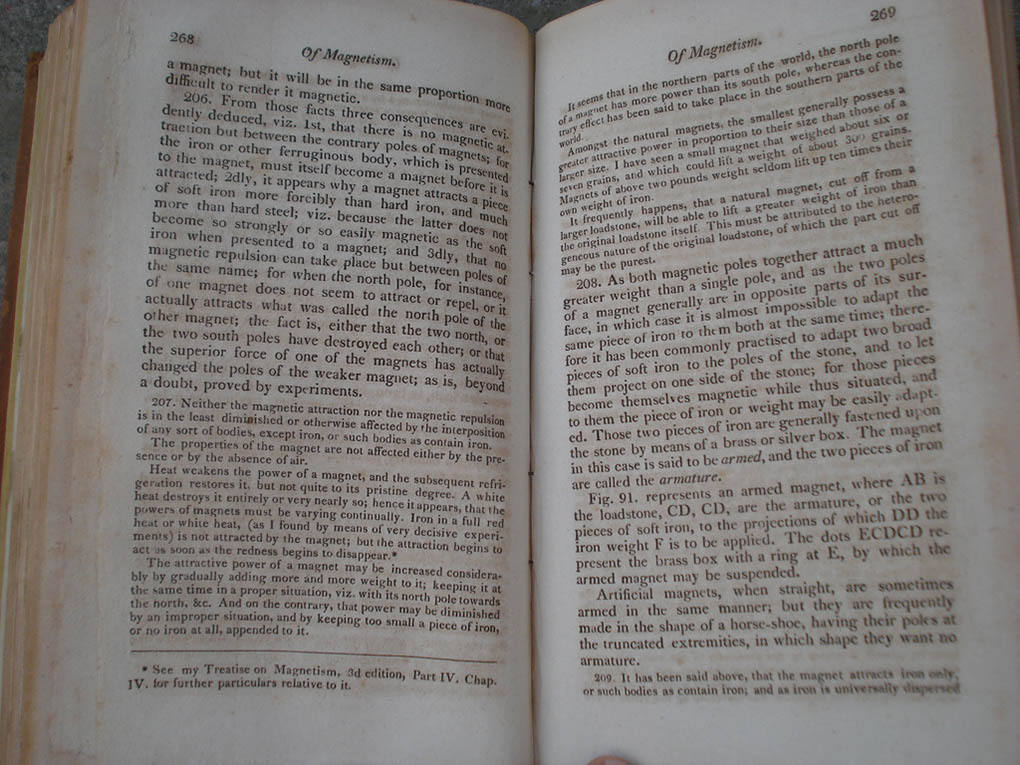 268
Of Magnetism.
a magnet; but it will be in the same proportion more
difficult to render it magnetic.
206. From those facts three consequences are evi-
dently deduced, viz. 1st, that there is no magnetic at-
traction but between the contrary poles of magnets; for
the iron or other ferruginous body, which is presented
to the magnet, must itself become a magnet before it is
attracted; 2dly, it appears why a magnet attracts a piece
of soft iron more forcibly than hard iron, and much
more than hard steel; viz. because the latter does not
become so strongly or so easily magnetic as the soft
iron when presented to a magnet; and 3dly, that no
magnetic repulsion can take place but between poles of
the same name; for when the north pole, for instance,
of one magnet does not seem to attract or repel, or it
actually attracts what was called the north pole of the
other magnet; the fact is, either that the two north, or
the two south poles have destroyed each other; or that
the superior force of one of the magnets has actually
changed the poles of the weaker magnet; as is, beyond
a doubt, proved by experiments.
207. Neither the magnetic attraction nor the magnetic repulsion
is in the least diminished or otherwise affected by the interposition
of any sort of bodies, except iron, or such bodies as contain iron.
The properties of the magnet are not affected either by the pre-
sence or by the absence of air.
Heat weakens the power of a magnet, and the subsequent refri-
geration restores it, but not quite to its pristine degree. A white
heat destroys it entirely or very nearly so; hence it appears, that the
powers of magnets must be varying continually. Iron in a full red
heat or white heat, (as I found by means of very decisive experi-
ments) is not attracted by the magnet; but the attraction begins to
act as soon as the redness begins to disappear.*
The attractive power of a magnet may be increased considera-
bly by gradually adding more and more weight to it; keeping it at
the same time in a proper situation, viz. with its north pole towards
the north, &c. And on the contrary, that power may be diminished
by an improper situation, and by keeping too small a piece of iron,
or no iron at all, appended to it.
* See my Treatise on Magnetism, 3d edition, Part IV. Chap.
IV. for further particulars relative to it.
269
Of Magnetism.
It seems that in the northern parts of the world, the north pole
of a magnet has more power than its south pole, whereas the con-
trary effect has been said to take place in the southern parts of the
world.
Amongst the natural magnets, the smallest generally possess a
greater attractive power in proportion to their size than those of a
larger size. I have seen a small magnet that weighed about six or
seven grains, and which could lift a weight of about 300 grains.
Magnets of above two pounds weight seldom lift up ten times their
own weight of iron.
It frequently happens, that a natural magnet, cut off from a
larger loadstone, will be able to lift a greater weight of iron than
the original loadstone itself. This must be attributed to the hetero-
geneous nature of the original loadstone, of which the part cut off
may be the purest.
208. As both magnetic poles together attract a much
greater weight than a single pole, and as the two poles
of a magnet generally are in opposite parts of its sur-
face, in which case it is almost impossible to adapt the
same piece of iron to them both at the same time; there-
fore it has been commonly practised to adapt two broad
pieces of soft iron to the poles of the stone, and to let
them project on one side of the stone; for those pieces
become themselves magnetic while thus situated, and
to them the piece of iron or weight may be easily adapt-
ed. Those two pieces of iron are generally fastened upon
the stone by means of a brass or silver box. The magnet
in this case is said to be armed, and the two pieces of iron
are called the armature.
Fig. 91. represents an armed magnet, where AB is
the loadstone, CD, CD, are the armature, or the two
pieces of soft iron, to the projections of which DD the
iron weight F is to be applied. The dots ECDCD re-
present the brass box with a ring at E, by which the
armed magnet may be suspended.
Artificial magnets, when straight, are sometimes
armed in the same manner; but they are frequently
made in the shape of a horse-shoe, having their poles at
the truncated extremities, in which shape they want no
armature.
209. It has been said above, that the magnet attracts iron only,
or such bodies as contain iron; and as iron is universally dispersed